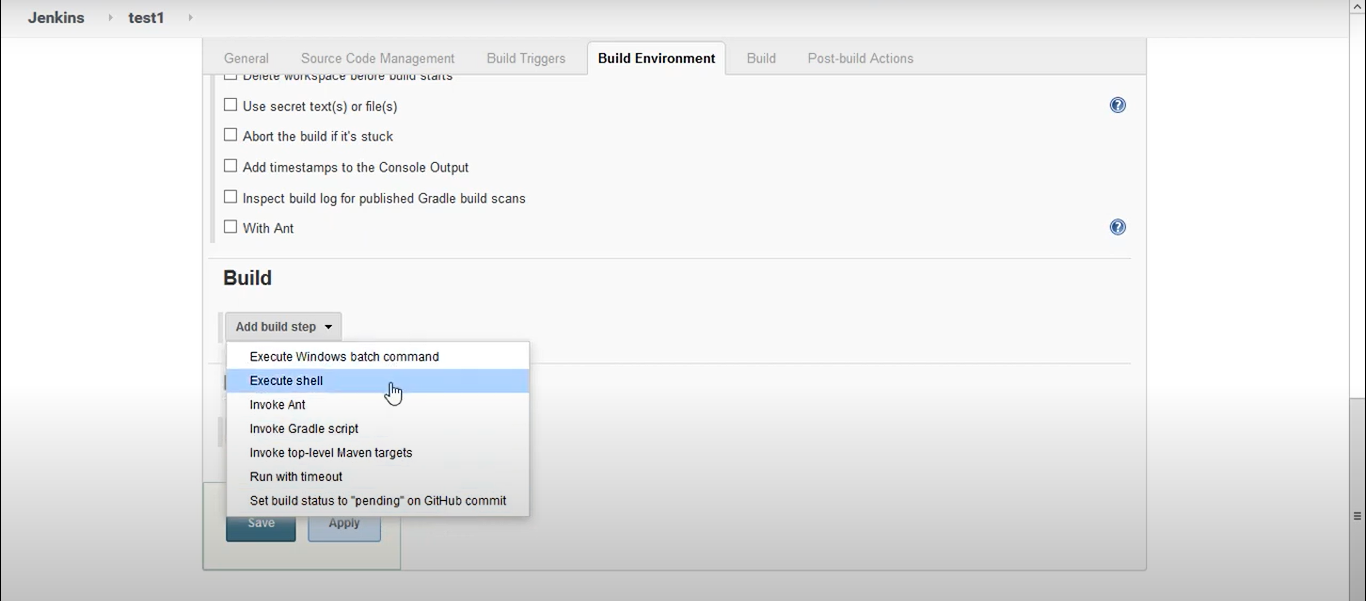 Jenkins test1
General Source Code Management Build Triggers Build Environment Build Post-build Actions
Delete workspace before build starts
Use secret text(s) or file(s)
Abort the build if it's stuck
Add timestamps to the Console Output
Inspect build log for published Gradle build scans
With Ant
Build
Add build step
Execute Windows batch command
Execute shell
Invoke Ant
Invoke Gradle script
Invoke top-level Maven targets
Run with timeout
Set build status to "pending" on GitHub commit
Save Apply